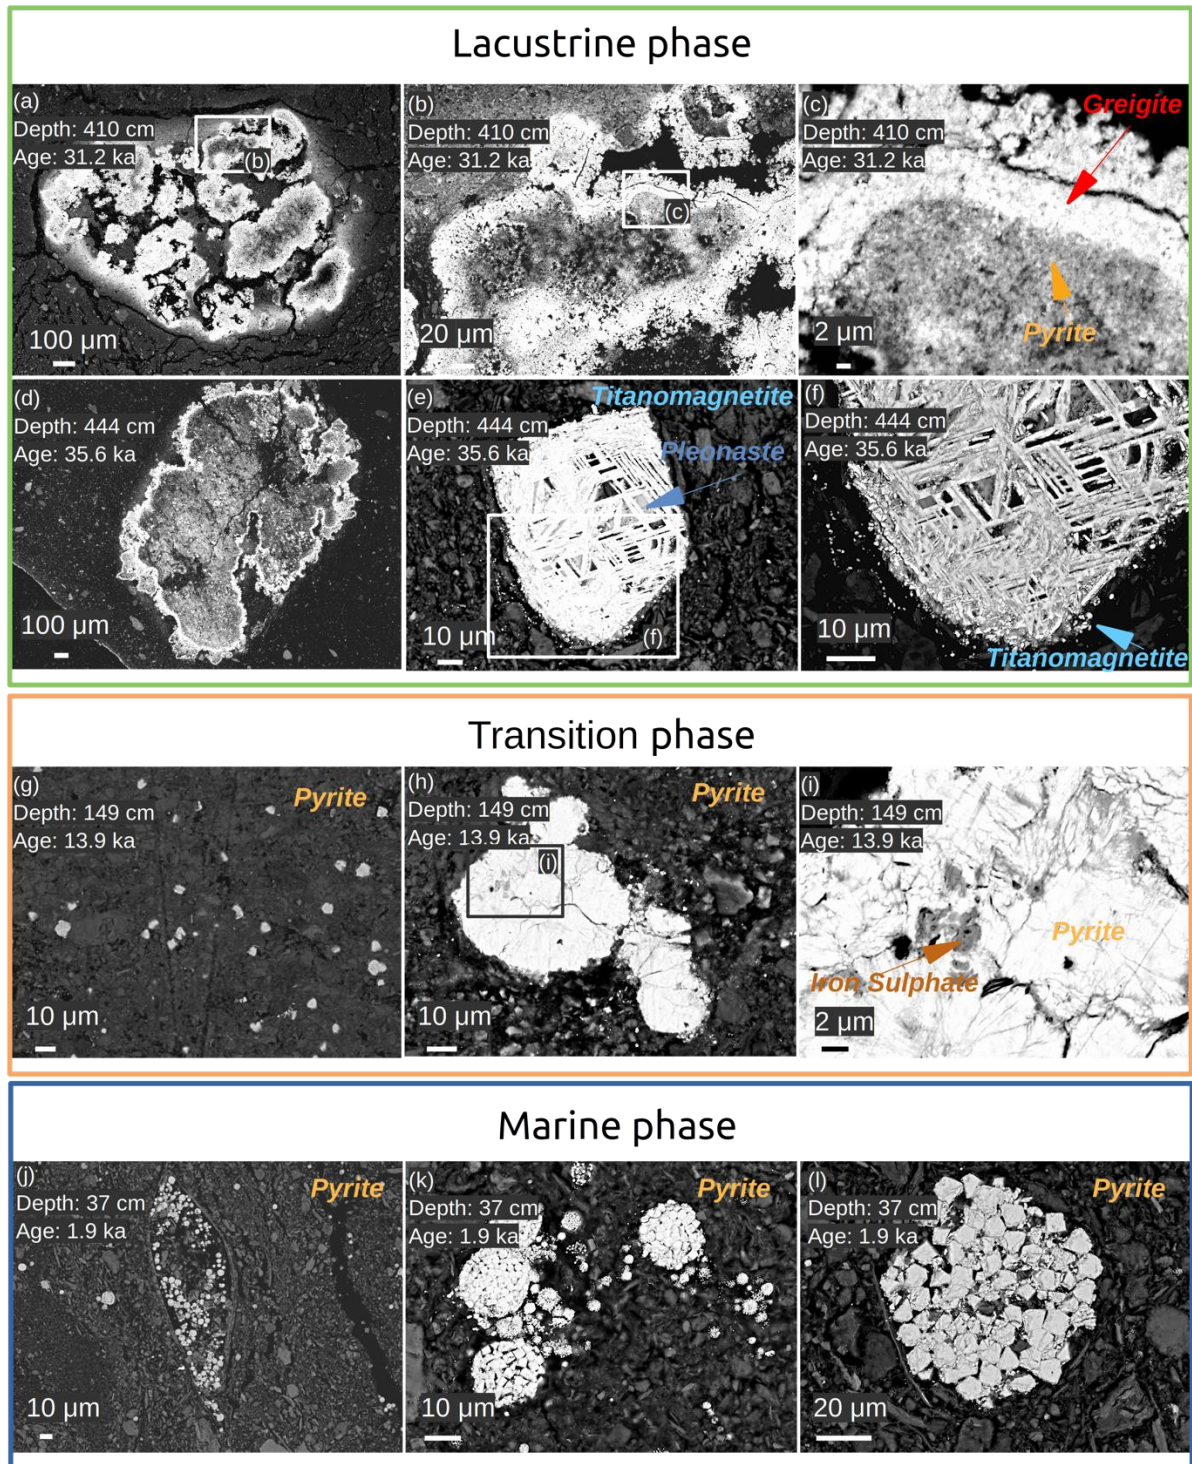 Lacustrine phase
(a)
Depth: 410 cm
Age: 31.2 ka
(b)
100 µm
(b)
Depth: 410 cm
Age: 31.2 ka
(c)
20 µm
(c)
Depth: 410 cm
Age: 31.2 ka
Greigite
Pyrite
2 µm
(d)
Depth: 444 cm
Age: 35.6 ka
100 µm
(e)
Titanomagnetite
Depth: 444 cm
Age: 35.6 ka
Pleonaste
10 µm
(f)
(f)
Depth: 444 cm
Age: 35.6 ka
10 µm
Titanomagnetite
Transition phase
(g)
Depth: 149 cm
Age: 13.9 ka
Pyrite
10 µm
(h)
Depth: 149 cm
Age: 13.9 ka
Pyrite
(i)
10 µm
(i)
Depth: 149 cm
Age: 13.9 ka
Pyrite
Iron Sulphate
2 µm
Marine phase
(j)
Depth: 37 cm
Age: 1.9 ka
Pyrite
10 µm
(k)
Depth: 37 cm
Age: 1.9 ka
Pyrite
10 µm
(l)
Depth: 37 cm
Age: 1.9 ka
Pyrite
20 µm